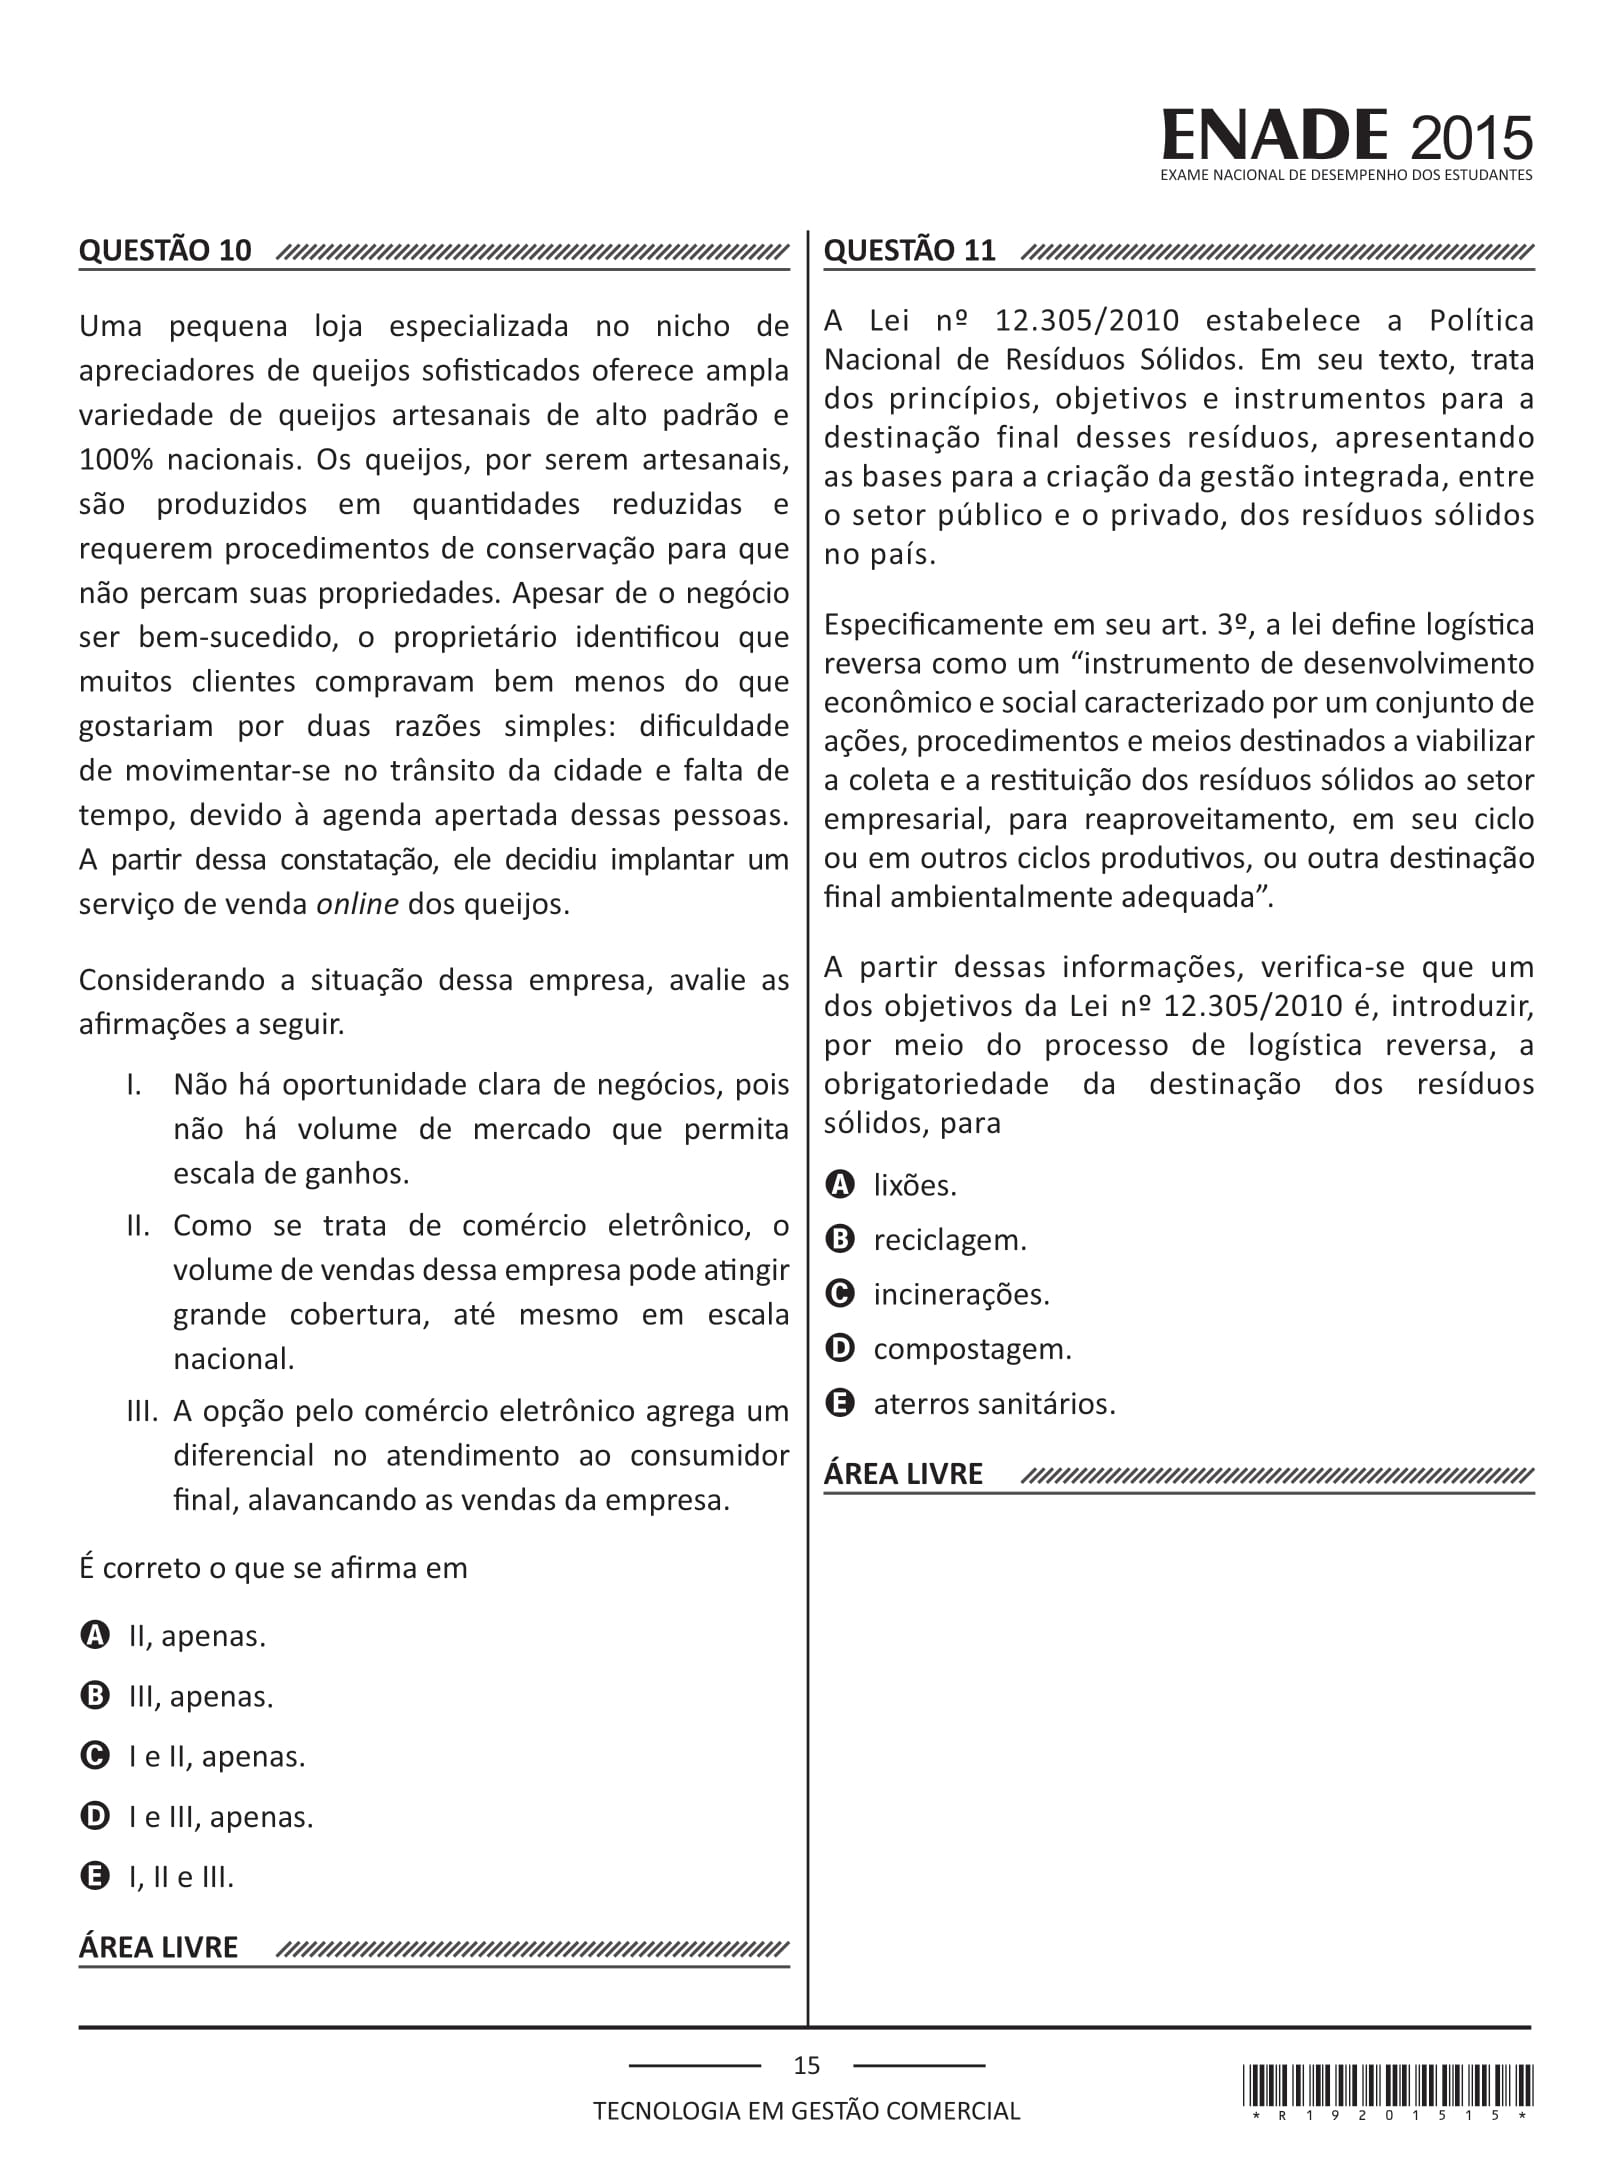 ENADE 2015
EXAME NACIONAL DE DESEMPENHO DOS ESTUDANTES
QUESTÃO 10
Uma pequena loja especializada no nicho de
apreciadores de queijos sofisticados oferece ampla
variedade de queijos artesanais de alto padrão e
100% nacionais. Os queijos, por serem artesanais,
são produzidos em quantidades reduzidas e
requerem procedimentos de conservação para que
não percam suas propriedades. Apesar de o negócio
ser bem-sucedido, o proprietário identificou que
muitos clientes compravam bem menos do que
gostariam por duas razões simples: dificuldade
de movimentar-se no trânsito da cidade e falta de
tempo, devido à agenda apertada dessas pessoas.
A partir dessa constatação, ele decidiu implantar um
serviço de venda online dos queijos.
Considerando a situação dessa empresa, avalie as
afirmações a seguir.
I. Não há oportunidade clara de negócios, pois
não há volume de mercado que permita
escala de ganhos.
II. Como se trata de comércio eletrônico, o
volume de vendas dessa empresa pode atingir
grande cobertura, até mesmo em escala
nacional.
III. A opção pelo comércio eletrônico agrega um
diferencial no atendimento ao consumidor
final, alavancando as vendas da empresa.
É correto o que se afirma em
A II, apenas.
B III, apenas.
C I e II, apenas.
D I e III, apenas.
E I, II e III.
ÁREA LIVRE
QUESTÃO 11
A Lei nº 12.305/2010 estabelece a Política
Nacional de Resíduos Sólidos. Em seu texto, trata
dos princípios, objetivos e instrumentos para a
destinação final desses resíduos, apresentando
as bases para a criação da gestão integrada, entre
o setor público e o privado, dos resíduos sólidos
no país.
Especificamente em seu art. 3º, a lei define logística
reversa como um “instrumento de desenvolvimento
econômico e social caracterizado por um conjunto de
ações, procedimentos e meios destinados a viabilizar
a coleta e a restituição dos resíduos sólidos ao setor
empresarial, para reaproveitamento, em seu ciclo
ou em outros ciclos produtivos, ou outra destinação
final ambientalmente adequada”.
A partir dessas informações, verifica-se que um
dos objetivos da Lei nº 12.305/2010 é, introduzir,
por meio do processo de logística reversa, a
obrigatoriedade da destinação dos resíduos
sólidos, para
A lixões.
B reciclagem.
C incinerações.
D compostagem.
E aterros sanitários.
ÁREA LIVRE
15
TECNOLOGIA EM GESTÃO COMERCIAL
*R19201515*